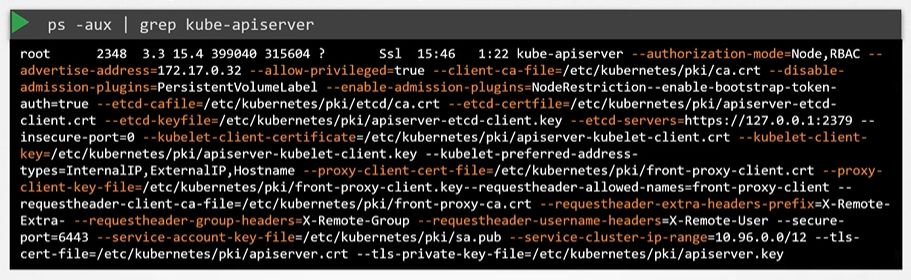 ps -aux | grep kube-apiserver
root 2348 3.3 15.4 399040 315604 ? Ssl 15:46 1:22 kube-apiserver --authorization-mode=Node,RBAC --
advertise-address=172.17.0.32 --allow-privileged=true --client-ca-file=/etc/kubernetes/pki/ca.crt --disable-
admission-plugins=PersistentVolumeLabel --enable-admission-plugins=NodeRestriction--enable-bootstrap-token-
auth=true --etcd-cafile=/etc/kubernetes/pki/etcd/ca.crt --etcd-certfile=/etc/kubernetes/pki/apiserver-etcd-
client.crt --etcd-keyfile=/etc/kubernetes/pki/apiserver-etcd-client.key --etcd-servers=https://127.0.0.1:2379 --
insecure-port=0 --kubelet-client-certificate=/etc/kubernetes/pki/apiserver-kubelet-client.crt --kubelet-client-
key=/etc/kubernetes/pki/apiserver-kubelet-client.key --kubelet-preferred-address-
types=InternalIP,ExternalIP,Hostname --proxy-client-cert-file=/etc/kubernetes/pki/front-proxy-client.crt --proxy-
client-key-file=/etc/kubernetes/pki/front-proxy-client.key--requestheader-allowed-names=front-proxy-client --
requestheader-client-ca-file=/etc/kubernetes/pki/front-proxy-ca.crt --requestheader-extra-headers-prefix=X-Remote-
Extra- --requestheader-group-headers=X-Remote-Group --requestheader-username-headers=X-Remote-User --secure-
port=6443 --service-account-key-file=/etc/kubernetes/pki/sa.pub --service-cluster-ip-range=10.96.0.0/12 --tls-
cert-file=/etc/kubernetes/pki/apiserver.crt --tls-private-key-file=/etc/kubernetes/pki/apiserver.key